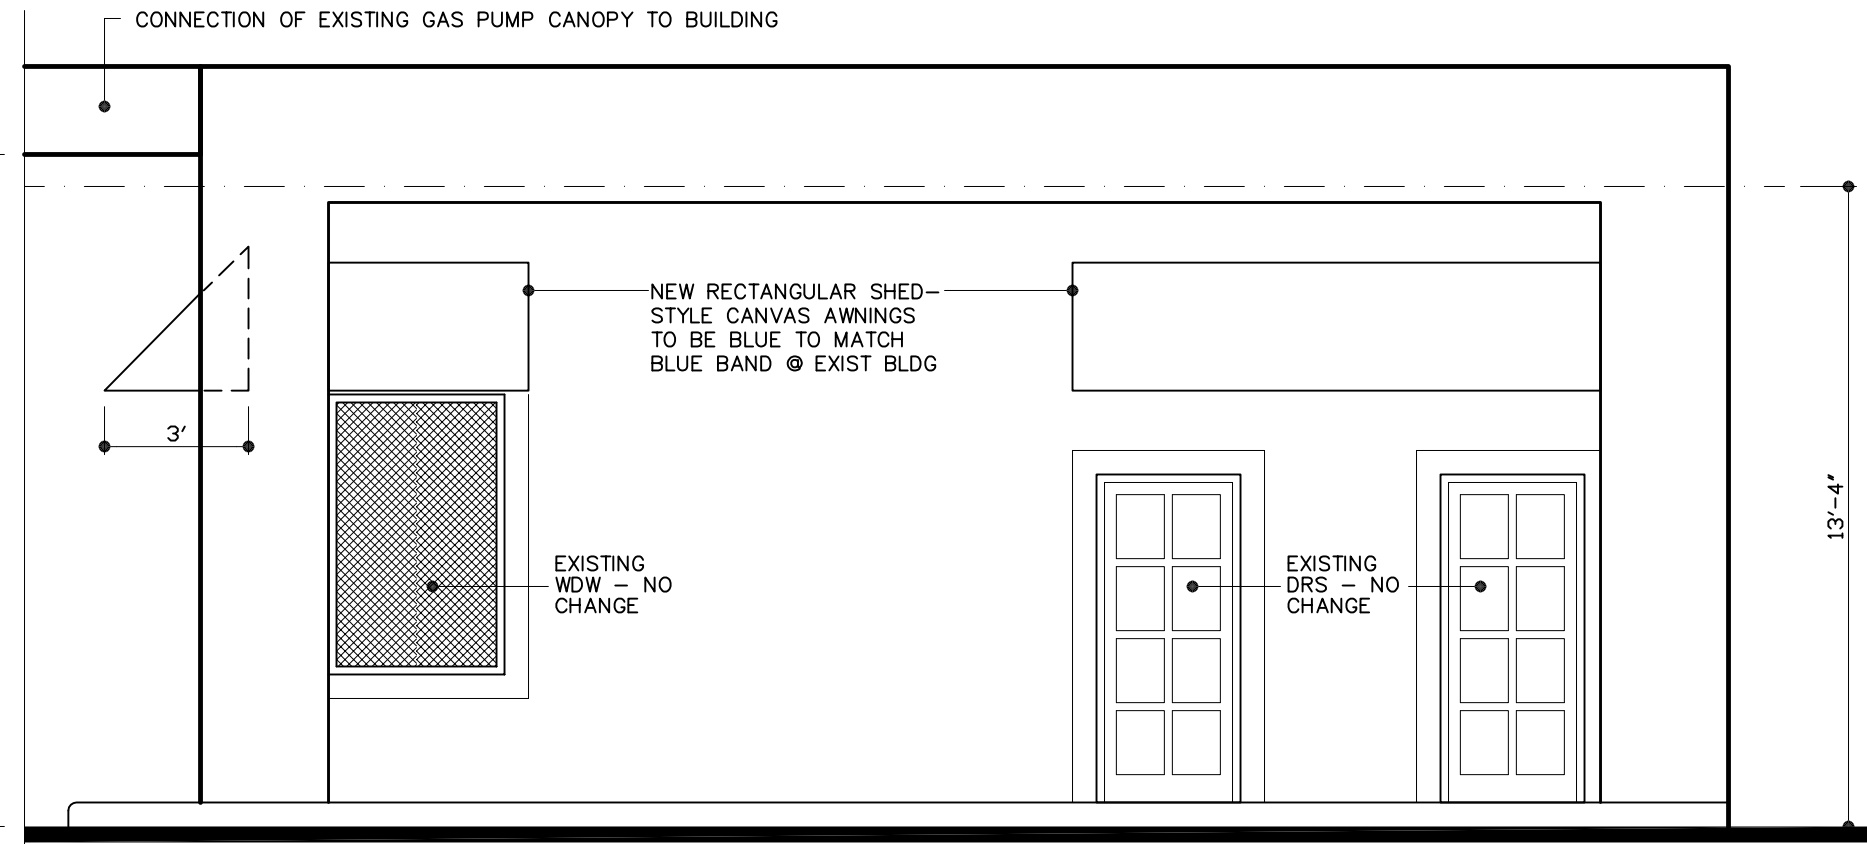 CONNECTION OF EXISTING GAS PUMP CANOPY TO BUILDING
NEW RECTANGULAR SHED-
STYLE CANVAS AWNINGS
TO BE BLUE TO MATCH
BLUE BAND @ EXIST BLDG
3'
13'-4"
EXISTING
WDW - NO
CHANGE
EXISTING
DRS - NO
CHANGE